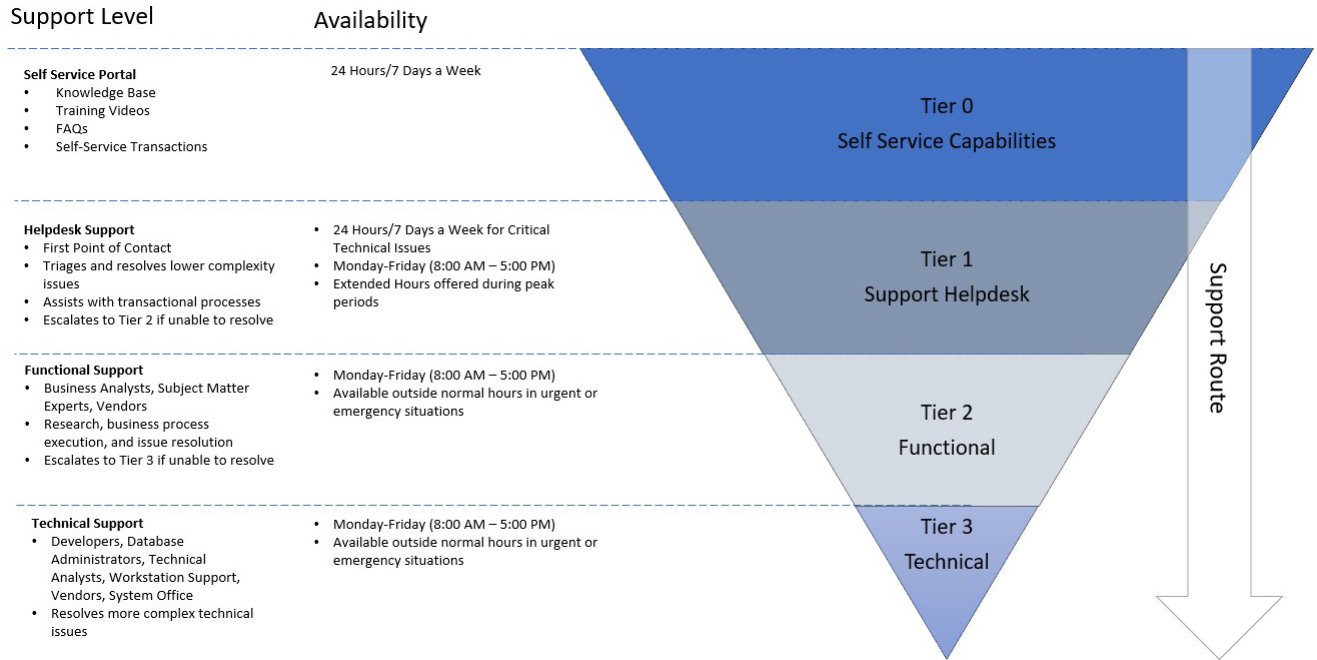 Support Level
Availability
Self Service Portal
• Knowledge Base
• Training Videos
• FAQs
• Self-Service Transactions
24 Hours/7 Days a Week
Tier 0
Self Service Capabilities
Helpdesk Support
• First Point of Contact
• Triages and resolves lower complexity
issues
• Assists with transactional processes
• Escalates to Tier 2 if unable to resolve
• 24 Hours/7 Days a Week for Critical
Technical Issues
• Monday-Friday (8:00 AM – 5:00 PM)
• Extended Hours offered during peak
periods
Tier 1
Support Helpdesk
Functional Support
• Business Analysts, Subject Matter
Experts, Vendors
• Research, business process
execution, and issue resolution
• Escalates to Tier 3 if unable to resolve
• Monday-Friday (8:00 AM – 5:00 PM)
• Available outside normal hours in urgent or
emergency situations
Tier 2
Functional
Technical Support
• Developers, Database
Administrators, Technical
Analysts, Workstation Support,
Vendors, System Office
• Resolves more complex technical
issues
• Monday-Friday (8:00 AM – 5:00 PM)
• Available outside normal hours in urgent or
emergency situations
Tier 3
Technical
Support Route